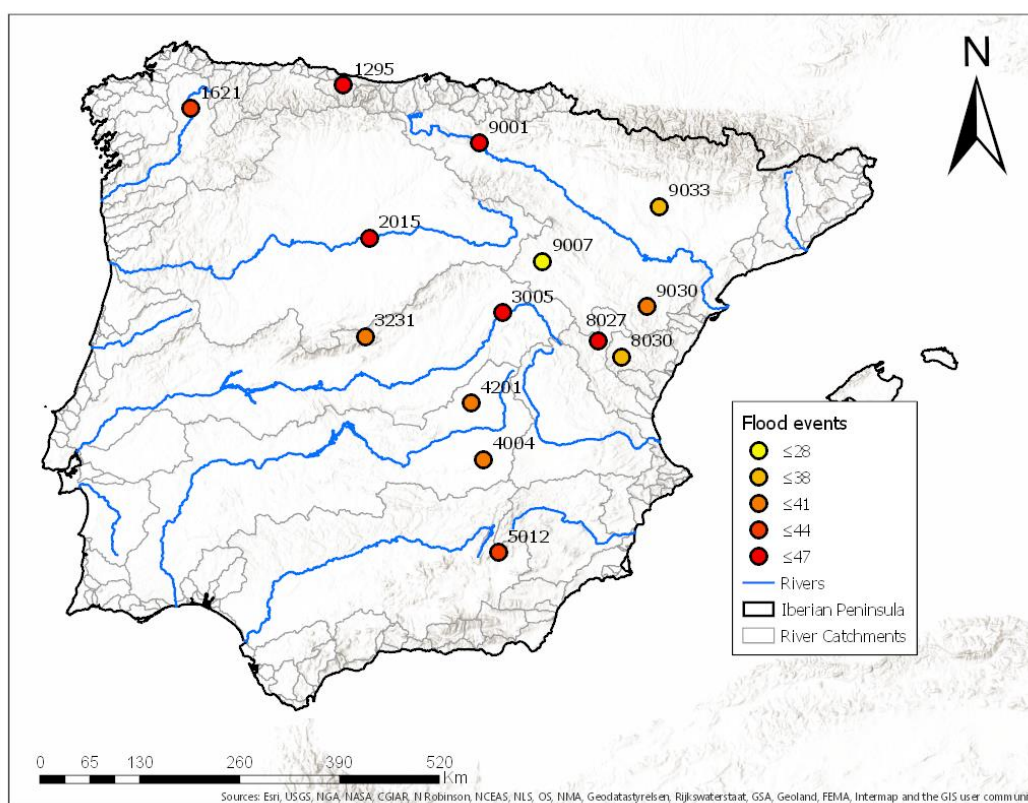 N
1295
1621
9001
9033
2015
9007
9030
3005
8027
3231
8030
4201
4004
5012
Flood events
≤28
≤38
≤41
≤44
≤47
Rivers
Iberian Peninsula
River Catchments
0 65 130 260 390 520
Km
Sources: Esri, USGS, NGA, NASA, CGIAR, N Robinson, NCEAS, NLS, OS, NMA, Geodatastyrelsen, Rijkswaterstaat, GSA, Geoland, FEMA, Intermap and the GIS user commun